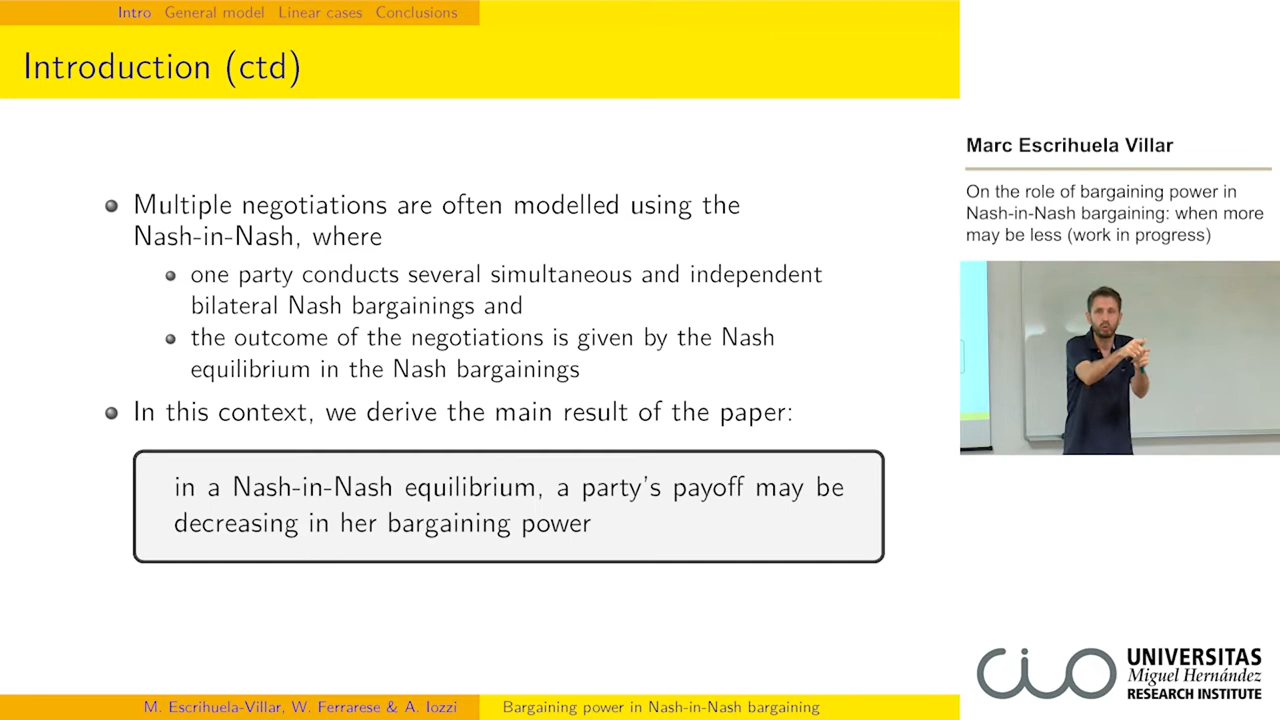 Intro General model Linear cases Conclusions
Introduction (ctd)
Multiple negotiations are often modelled using the
Nash-in-Nash, where
one party conducts several simultaneous and independent
bilateral Nash bargainings and
the outcome of the negotiations is given by the Nash
equilibrium in the Nash bargainings
In this context, we derive the main result of the paper:
in a Nash-in-Nash equilibrium, a party's payoff may be
decreasing in her bargaining power
M. Escrihuela-Villar, W. Ferrarese & A. Iozzi
Bargaining power in Nash-in-Nash bargaining
Marc Escrihuela Villar
On the role of bargaining power in
Nash-in-Nash bargaining: when more
may be less (work in progress)
cio
UNIVERSITAS
Miguel Hernández
RESEARCH INSTITUTE